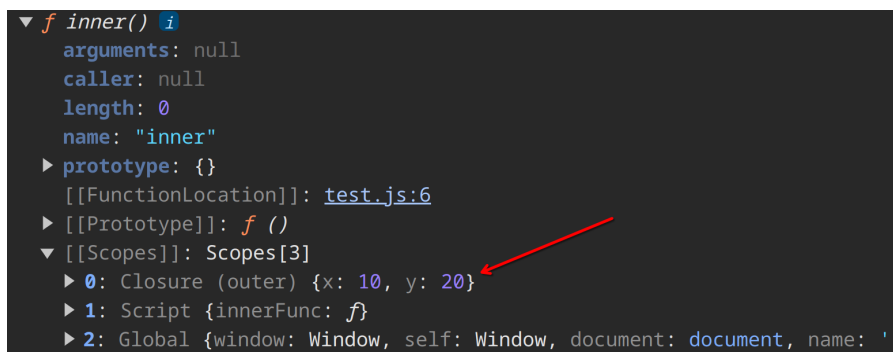 ▼ ƒ inner() i
arguments: null
caller: null
length: 0
name: "inner"
▶ prototype: {}
[[FunctionLocation]]: test.js:6
▶ [[Prototype]]: ƒ ()
▼ [[Scopes]]: Scopes[3]
▶ 0: Closure (outer) {x: 10, y: 20}
▶ 1: Script {innerFunc: ƒ}
▶ 2: Global {window: Window, self: Window, document: document, name: '